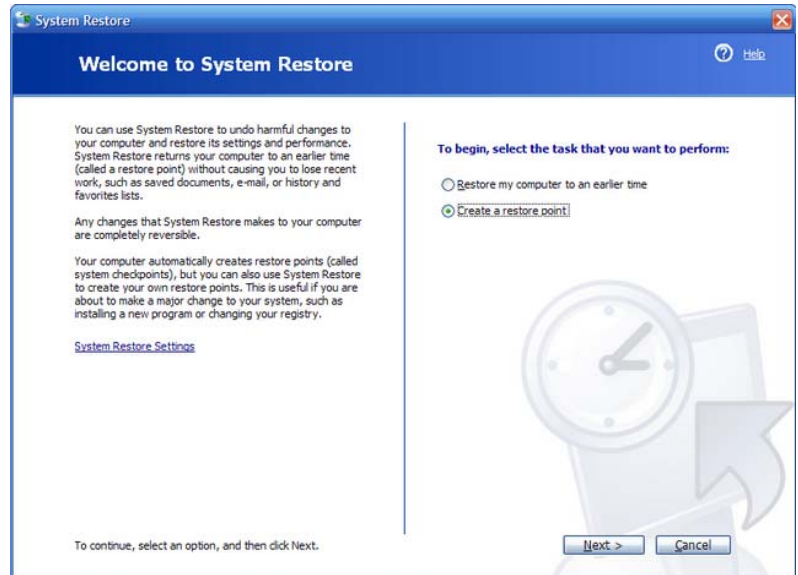 System Restore
Welcome to System Restore
Help
You can use System Restore to undo harmful changes to
your computer and restore its settings and performance.
System Restore returns your computer to an earlier time
(called a restore point) without causing you to lose recent
work, such as saved documents, e-mail, or history and
favorites lists.
Any changes that System Restore makes to your computer
are completely reversible.
Your computer automatically creates restore points (called
system checkpoints), but you can also use System Restore
to create your own restore points. This is useful if you are
about to make a major change to your system, such as
installing a new program or changing your registry.
System Restore Settings
To begin, select the task that you want to perform:
Restore my computer to an earlier time
Create a restore point
To continue, select an option, and then click Next.
Next >
Cancel